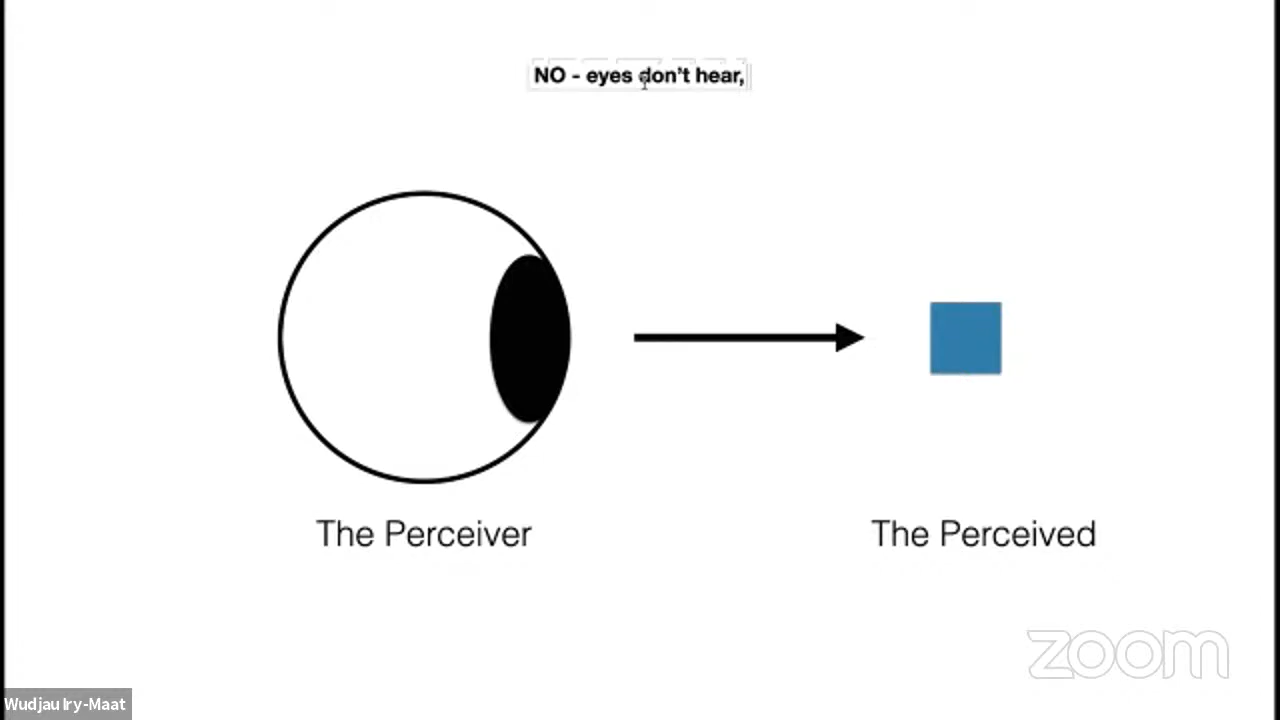 NO - eyes don't hear,
The Perceiver
The Perceived
zoom
Wudjau Iry-Maat